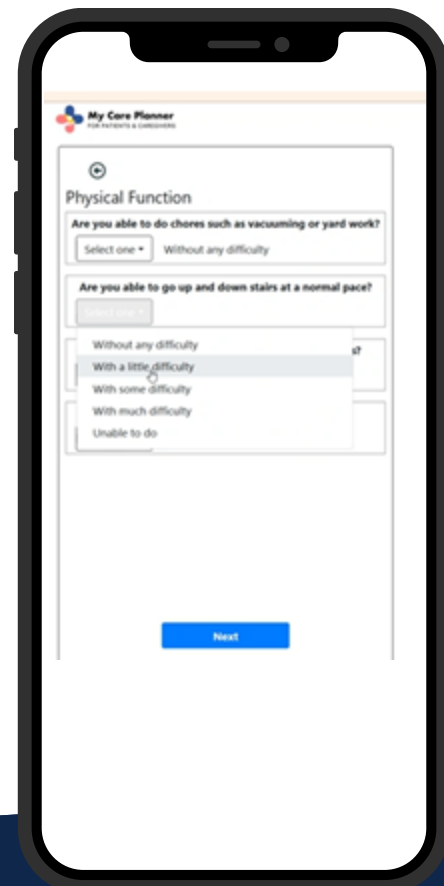 My Care Planner
FOR PATIENTS & CAREGIVERS
Physical Function
Are you able to do chores such as vacuuming or yard work?
Select one
Without any difficulty
Are you able to go up and down stairs at a normal pace?
Select one
Without any difficulty
With a little difficulty
With some difficulty
With much difficulty
Unable to do
Next